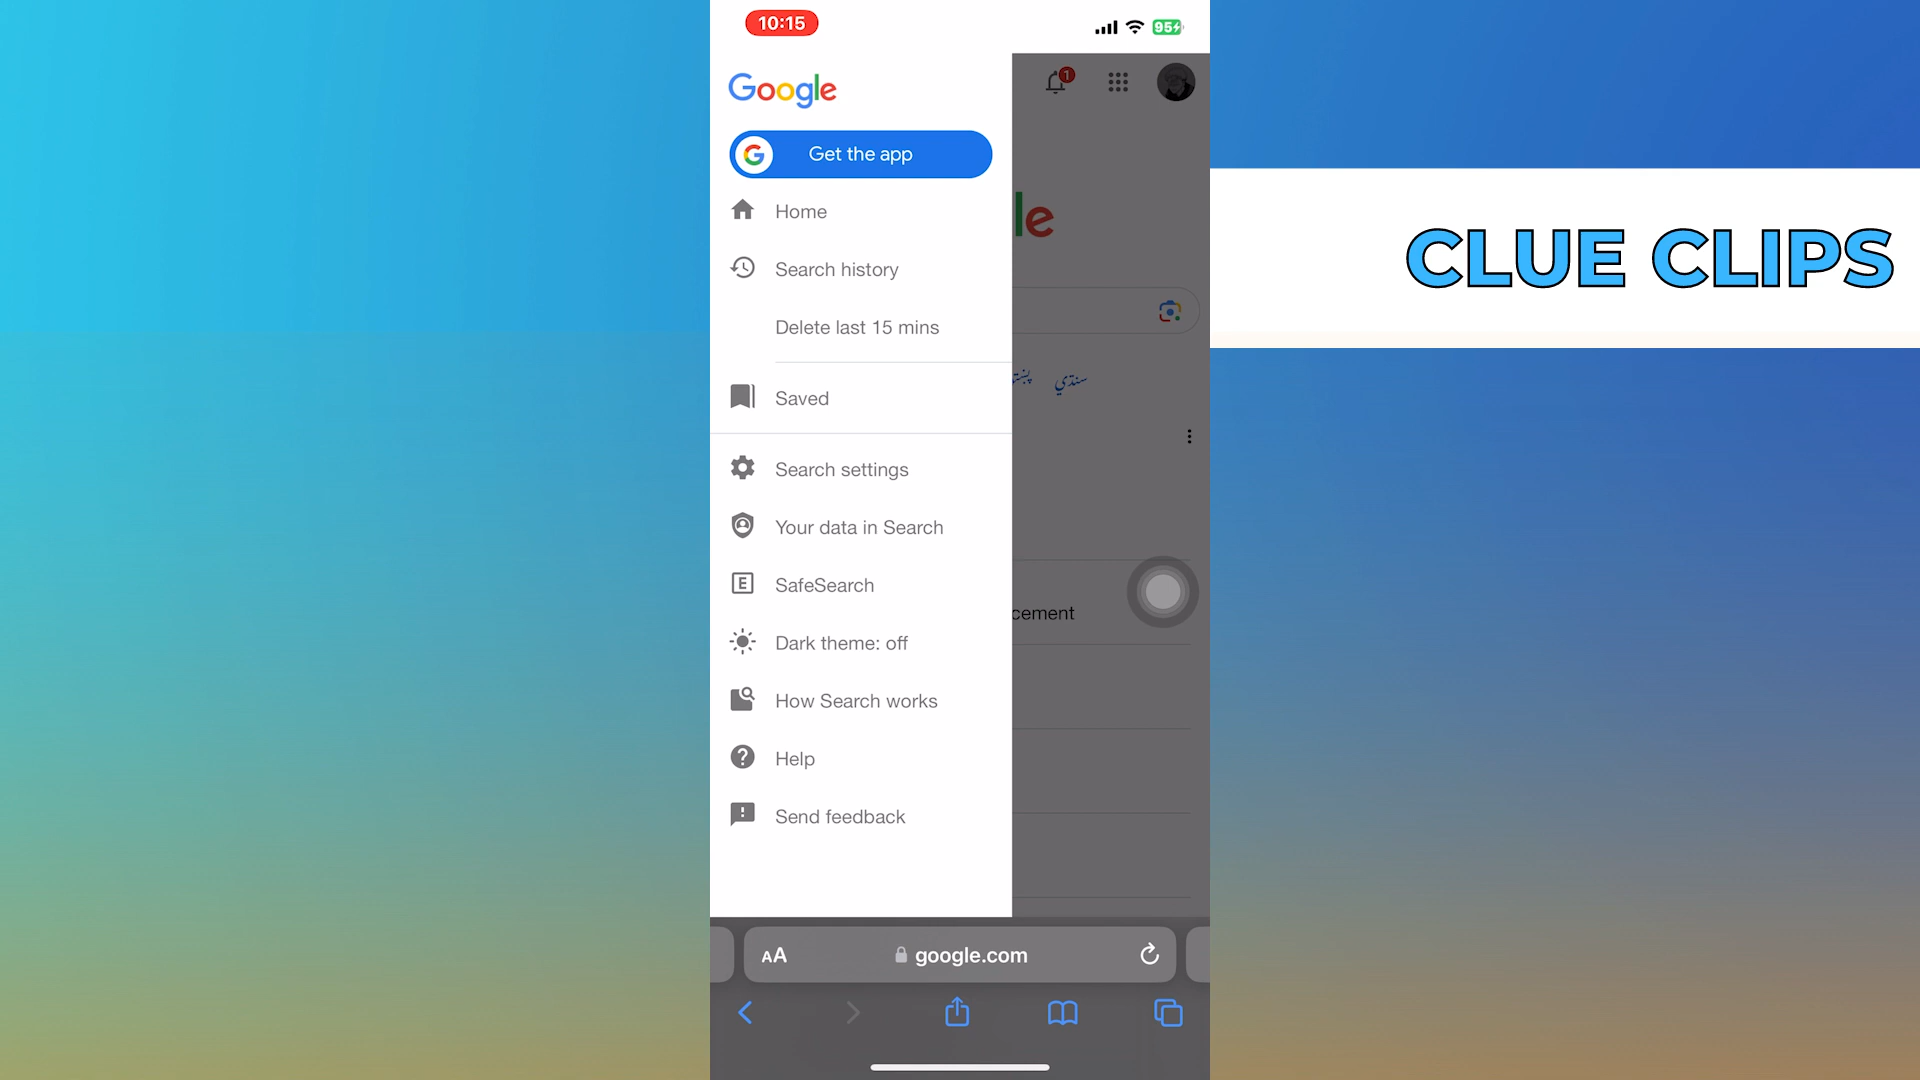 10:15
95
Google
1
Get the app
Home
le
CLUE CLIPS
Search history
Delete last 15 mins
سنڌي
Saved
Search settings
Your data in Search
SafeSearch
cement
Dark theme: off
How Search works
Help
Send feedback
AA google.com